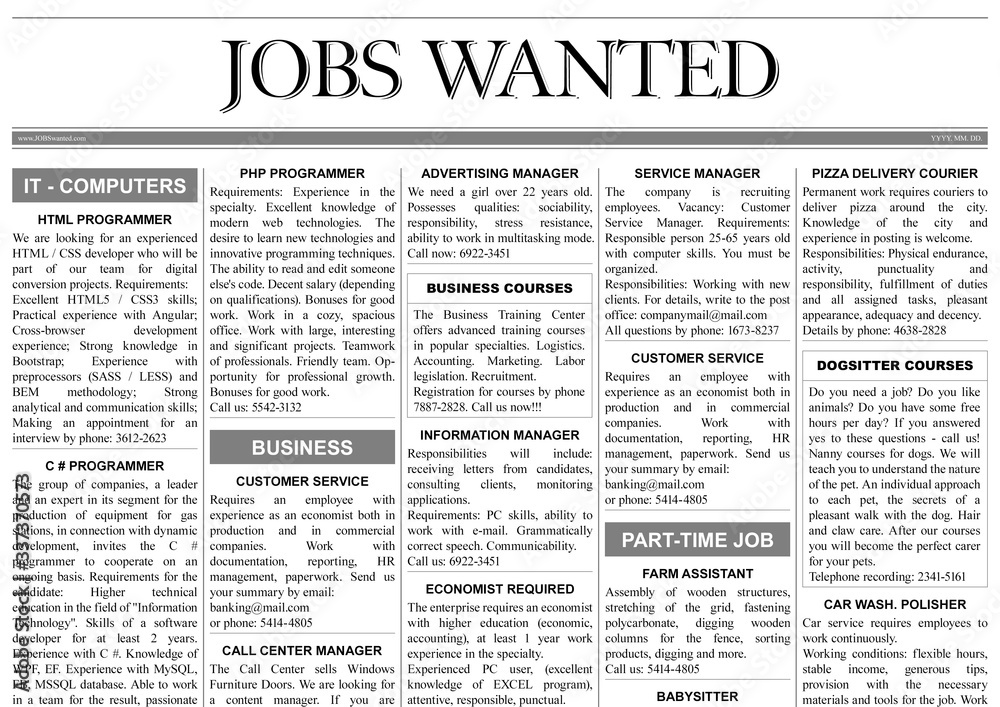 JOBS WANTED
www.JOBSwanted.com
YYYY, MM. DD.
IT - COMPUTERS
HTML PROGRAMMER
We are looking for an experienced
HTML / CSS developer who will be
part of our team for digital
conversion projects. Requirements:
Excellent HTML5 / CSS3 skills;
Practical experience with Angular;
Cross-browser development
experience; Strong knowledge in
Bootstrap; Experience with
preprocessors (SASS / LESS) and
BEM methodology; Strong
analytical and communication skills;
Making an appointment for an
interview by phone: 3612-2623
C # PROGRAMMER
group of companies, a leader
and an expert in its segment for the
production of equipment for gas
stations, in connection with dynamic
development, invites the C #
programmer to cooperate on an
ongoing basis. Requirements for the
candidate: Higher technical
education in the field of "Information
Technology". Skills of a software
developer for at least 2 years.
Experience with C #. Knowledge of
WPF, EF. Experience with MySQL,
MSSQL database. Able to work
in a team for the result, passionate
PHP PROGRAMMER
Requirements: Experience in the
specialty. Excellent knowledge of
modern web technologies. The
desire to learn new technologies and
innovative programming techniques.
The ability to read and edit someone
else's code. Decent salary (depending
on qualifications). Bonuses for good
work. Work in a cozy, spacious
office. Work with large, interesting
and significant projects. Teamwork
of professionals. Friendly team. Op-
portunity for professional growth.
Bonuses for good work.
Call us: 5542-3132
BUSINESS
CUSTOMER SERVICE
Requires an employee with
experience as an economist both in
production and in commercial
companies. Work with
documentation, reporting, HR
management, paperwork. Send us
your summary by email:
banking@mail.com
or phone: 5414-4805
CALL CENTER MANAGER
The Call Center sells Windows
Furniture Doors. We are looking for
a content manager. If you are
ADVERTISING MANAGER
We need a girl over 22 years old.
Possesses qualities: sociability,
responsibility, stress resistance,
ability to work in multitasking mode.
Call now: 6922-3451
BUSINESS COURSES
The Business Training Center
offers advanced training courses
in popular specialties. Logistics.
Accounting. Marketing. Labor
legislation. Recruitment.
Registration for courses by phone
7887-2828. Call us now!!!
INFORMATION MANAGER
Responsibilities will include:
receiving letters from candidates,
consulting clients, monitoring
applications.
Requirements: PC skills, ability to
work with e-mail. Grammatically
correct speech. Communicability.
Call us: 6922-3451
ECONOMIST REQUIRED
The enterprise requires an economist
with higher education (economic,
accounting), at least 1 year work
experience in the specialty.
Experienced PC user, (excellent
knowledge of EXCEL program),
attentive, responsible, punctual.
SERVICE MANAGER
The company is recruiting
employees. Vacancy: Customer
Service Manager. Requirements:
Responsible person 25-65 years old
with computer skills. You must be
organized.
Responsibilities: Working with new
clients. For details, write to the post
office: companymail@mail.com
All questions by phone: 1673-8237
CUSTOMER SERVICE
Requires an employee with
experience as an economist both in
production and in commercial
companies. Work with
documentation, reporting, HR
management, paperwork. Send us
your summary by email:
banking@mail.com
or phone: 5414-4805
PART-TIME JOB
FARM ASSISTANT
Assembly of wooden structures,
stretching of the grid, fastening
polycarbonate, digging wooden
columns for the fence, sorting
products, digging and more.
Call us: 5414-4805
BABYSITTER
PIZZA DELIVERY COURIER
Permanent work requires couriers to
deliver pizza around the city.
Knowledge of the city and
experience in posting is welcome.
Responsibilities: Physical endurance,
activity, punctuality and
responsibility, fulfillment of duties
and all assigned tasks, pleasant
appearance, adequacy and decency.
Details by phone: 4638-2828
DOGSITTER COURSES
Do you need a job? Do you like
animals? Do you have some free
hours per day? If you answered
yes to these questions - call us!
Nanny courses for dogs. We will
teach you to understand the nature
of the pet. An individual approach
to each pet, the secrets of a
pleasant walk with the dog. Hair
and claw care. After our courses
you will become the perfect carer
for your pets.
Telephone recording: 2341-5161
CAR WASH. POLISHER
Car service requires employees to
work continuously.
Working conditions: flexible hours,
stable income, generous tips,
provision with the necessary
materials and tools for the job. Work
Adobe Stock | #337370573